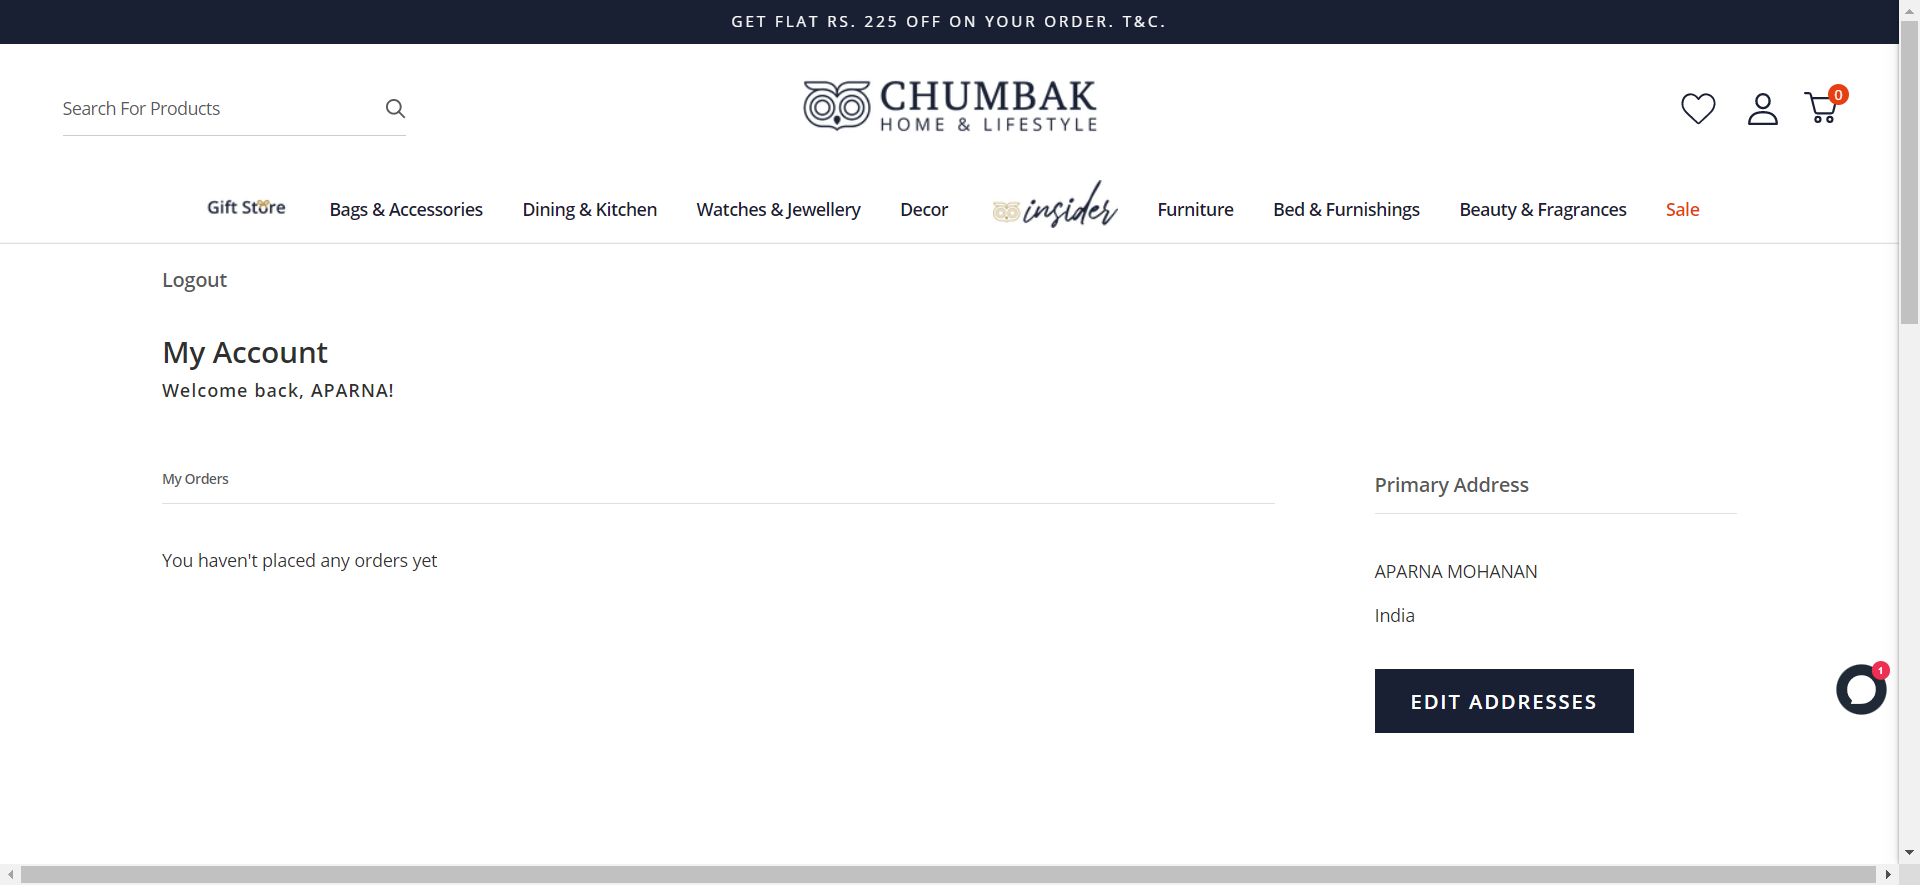 GET FLAT RS. 225 OFF ON YOUR ORDER. T&C.
Search For Products
CHUMBAK
HOME & LIFESTYLE
0
Gift Store
Bags & Accessories
Dining & Kitchen
Watches & Jewellery
Decor
insider
Furniture
Bed & Furnishings
Beauty & Fragrances
Sale
Logout
My Account
Welcome back, APARNA!
My Orders
You haven't placed any orders yet
Primary Address
APARNA MOHANAN
India
EDIT ADDRESSES
1